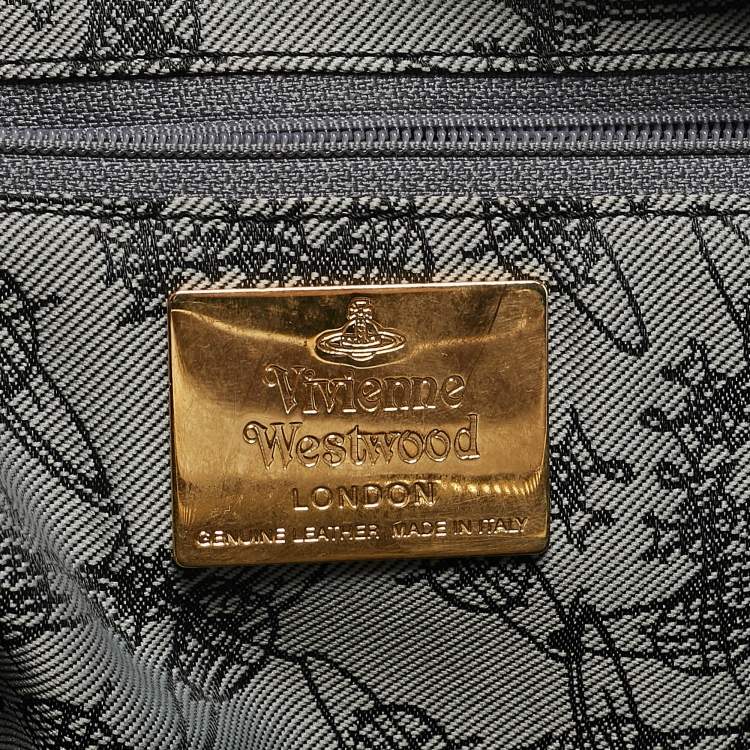 Vivienne
Westwood
LONDON
GENUINE LEATHER MADE IN ITALY